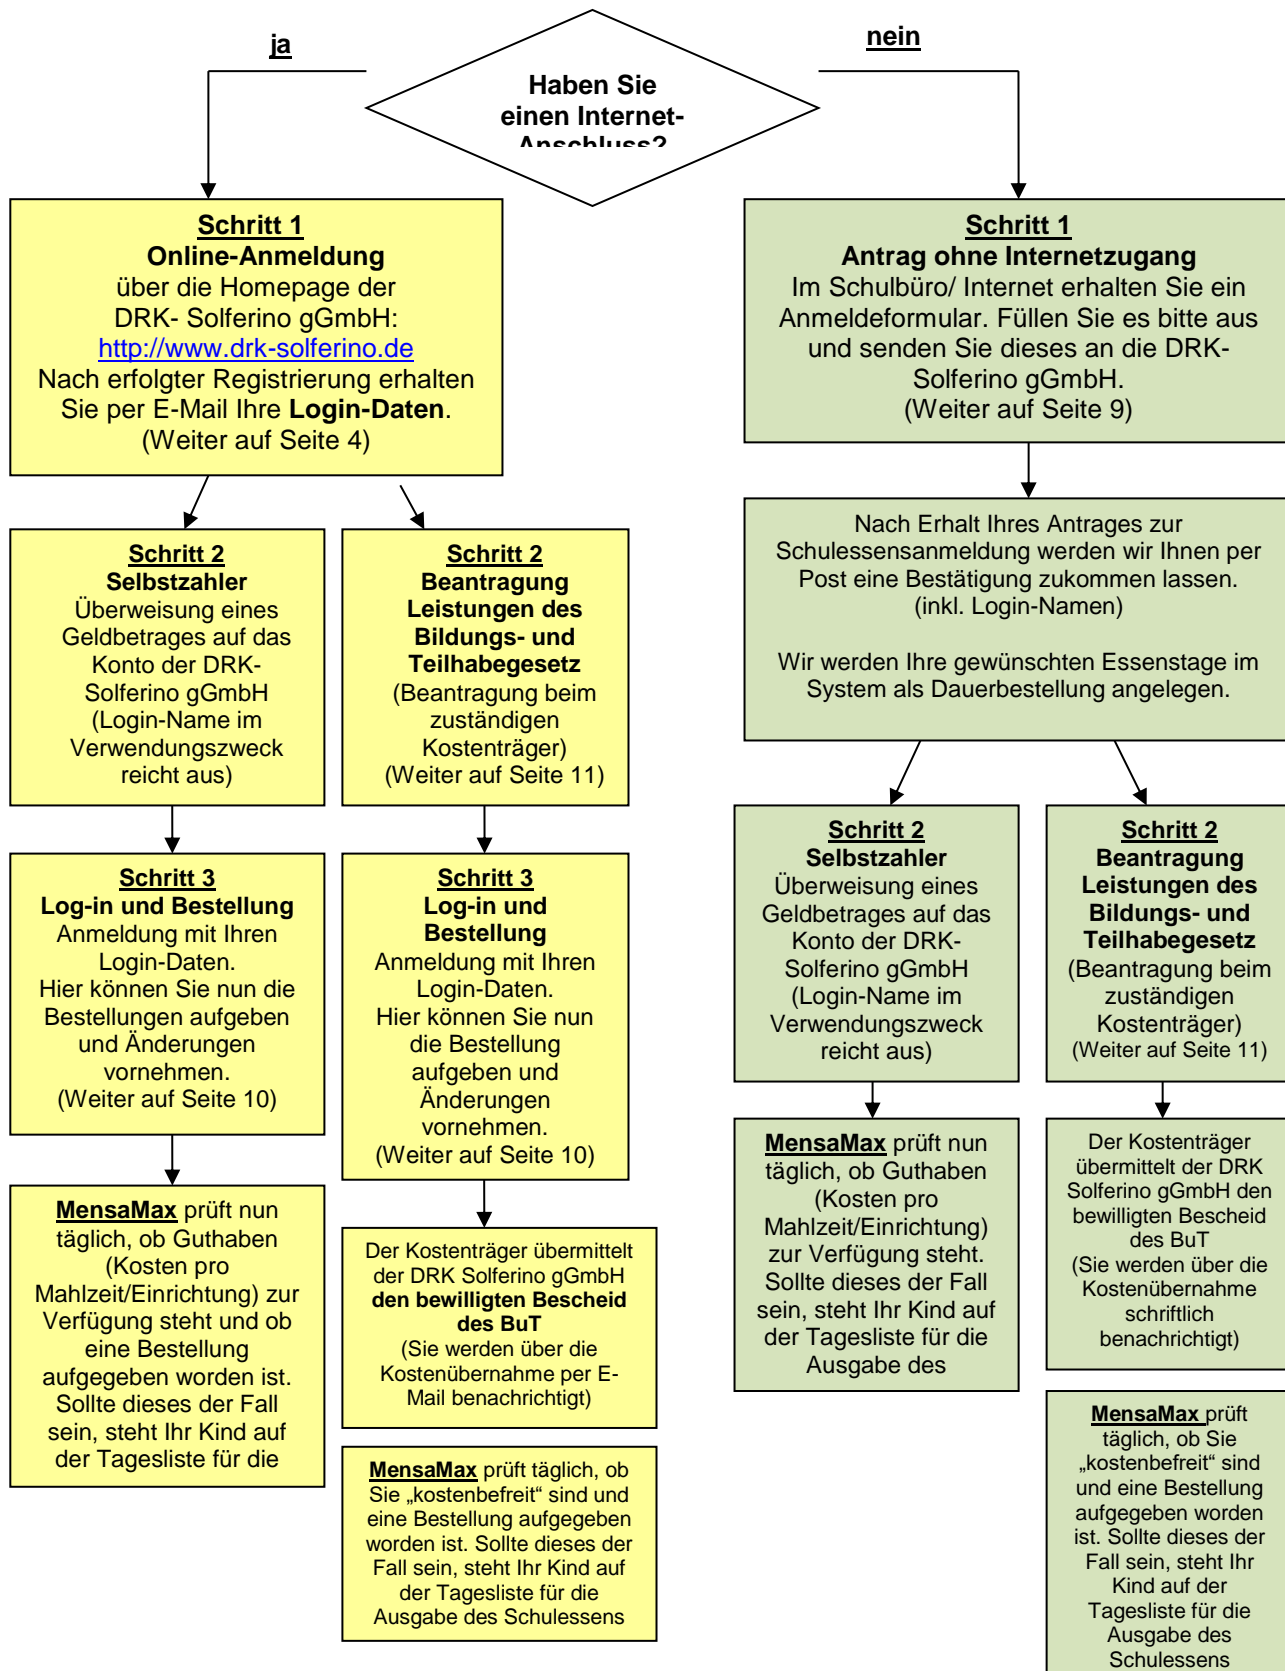 ja
nein
Haben Sie
einen Internet-
Anschluss?
Schritt 1
Online-Anmeldung
über die Homepage der
DRK- Solferino gGmbH:
http://www.drk-solferino.de
Nach erfolgter Registrierung erhalten
Sie per E-Mail Ihre Login-Daten.
(Weiter auf Seite 4)
Schritt 1
Antrag ohne Internetzugang
Im Schulbüro/ Internet erhalten Sie ein
Anmeldeformular. Füllen Sie es bitte aus
und senden Sie dieses an die DRK-
Solferino gGmbH.
(Weiter auf Seite 9)
Schritt 2
Selbstzahler
Überweisung eines
Geldbetrages auf das
Konto der DRK-
Solferino gGmbH
(Login-Name im
Verwendungszweck
reicht aus)
Schritt 2
Beantragung
Leistungen des
Bildungs- und
Teilhabegesetz
(Beantragung beim
zuständigen
Kostenträger)
(Weiter auf Seite 11)
Nach Erhalt Ihres Antrages zur
Schulessensanmeldung werden wir Ihnen per
Post eine Bestätigung zukommen lassen.
(inkl. Login-Namen)
Wir werden Ihre gewünschten Essenstage im
System als Dauerbestellung angelegen.
Schritt 3
Log-in und Bestellung
Anmeldung mit Ihren
Login-Daten.
Hier können Sie nun die
Bestellungen aufgeben
und Änderungen
vornehmen.
(Weiter auf Seite 10)
Schritt 3
Log-in und
Bestellung
Anmeldung mit Ihren
Login-Daten.
Hier können Sie nun
die Bestellung
aufgeben und
Änderungen
vornehmen.
(Weiter auf Seite 10)
Schritt 2
Selbstzahler
Überweisung eines
Geldbetrages auf das
Konto der DRK-
Solferino gGmbH
(Login-Name im
Verwendungszweck
reicht aus)
Schritt 2
Beantragung
Leistungen des
Bildungs- und
Teilhabegesetz
(Beantragung beim
zuständigen
Kostenträger)
(Weiter auf Seite 11)
MensaMax prüft nun
täglich, ob Guthaben
(Kosten pro
Mahlzeit/Einrichtung) zur
Verfügung steht und ob
eine Bestellung
aufgegeben worden ist.
Sollte dieses der Fall
sein, steht Ihr Kind auf
der Tagesliste für die
Der Kostenträger übermittelt
der DRK Solferino gGmbH
den bewilligten Bescheid
des BuT
(Sie werden über die
Kostenübernahme per E-
Mail benachrichtigt)
MensaMax prüft täglich, ob
Sie „kostenbefreit“ sind und
eine Bestellung aufgegeben
worden ist. Sollte dieses der
Fall sein, steht Ihr Kind auf
der Tagesliste für die
Ausgabe des Schulessens
MensaMax prüft nun
täglich, ob Guthaben
(Kosten pro
Mahlzeit/Einrichtung)
zur Verfügung steht.
Sollte dieses der Fall
sein, steht Ihr Kind auf
der Tagesliste für die
Ausgabe des
Der Kostenträger
übermittelt der DRK
Solferino gGmbH den
bewilligten Bescheid
des BuT
(Sie werden über die
Kostenübernahme
schriftlich
benachrichtigt)
MensaMax prüft
täglich, ob Sie
„kostenbefreit“ sind
und eine Bestellung
aufgegeben worden
ist. Sollte dieses der
Fall sein, steht Ihr
Kind auf der
Tagesliste für die
Ausgabe des
Schulessens